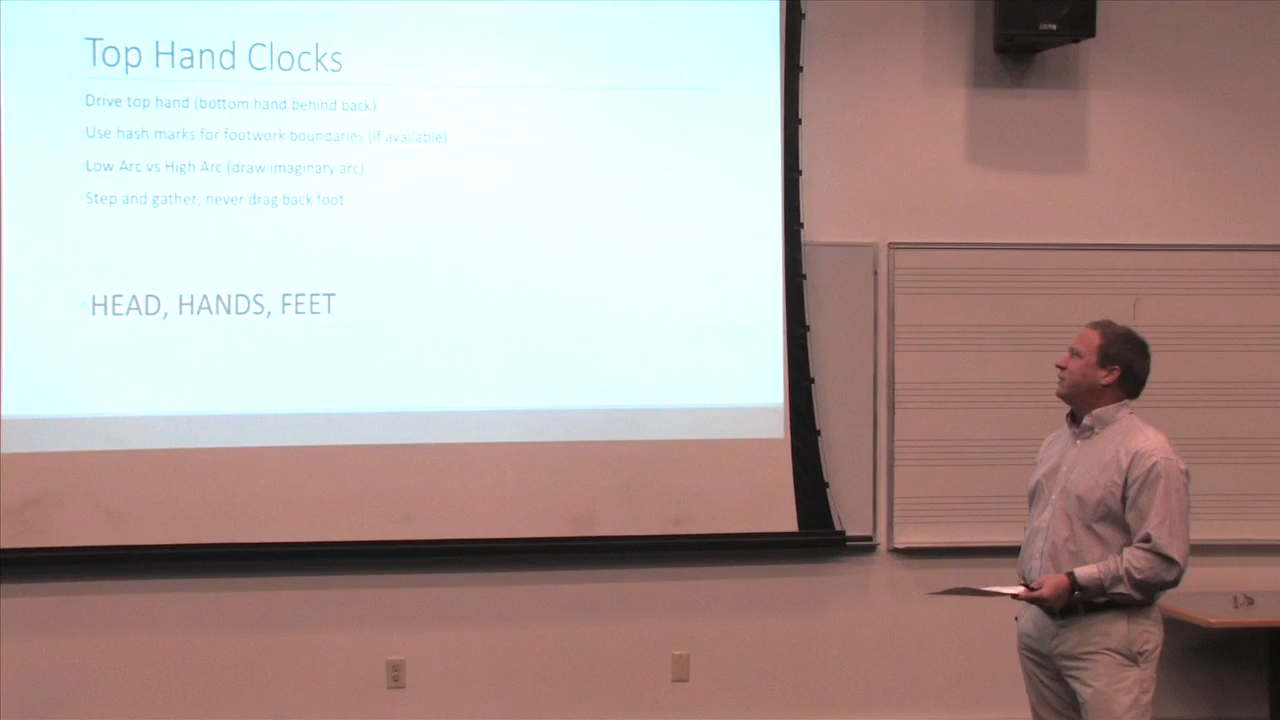 Top Hand Clocks
Drive top hand (bottom hand behind back)
Use hash marks for footwork boundaries (if available)
Low Arc vs High Arc (draw imaginary arc)
Step and gather, never drag back foot
HEAD, HANDS, FEET